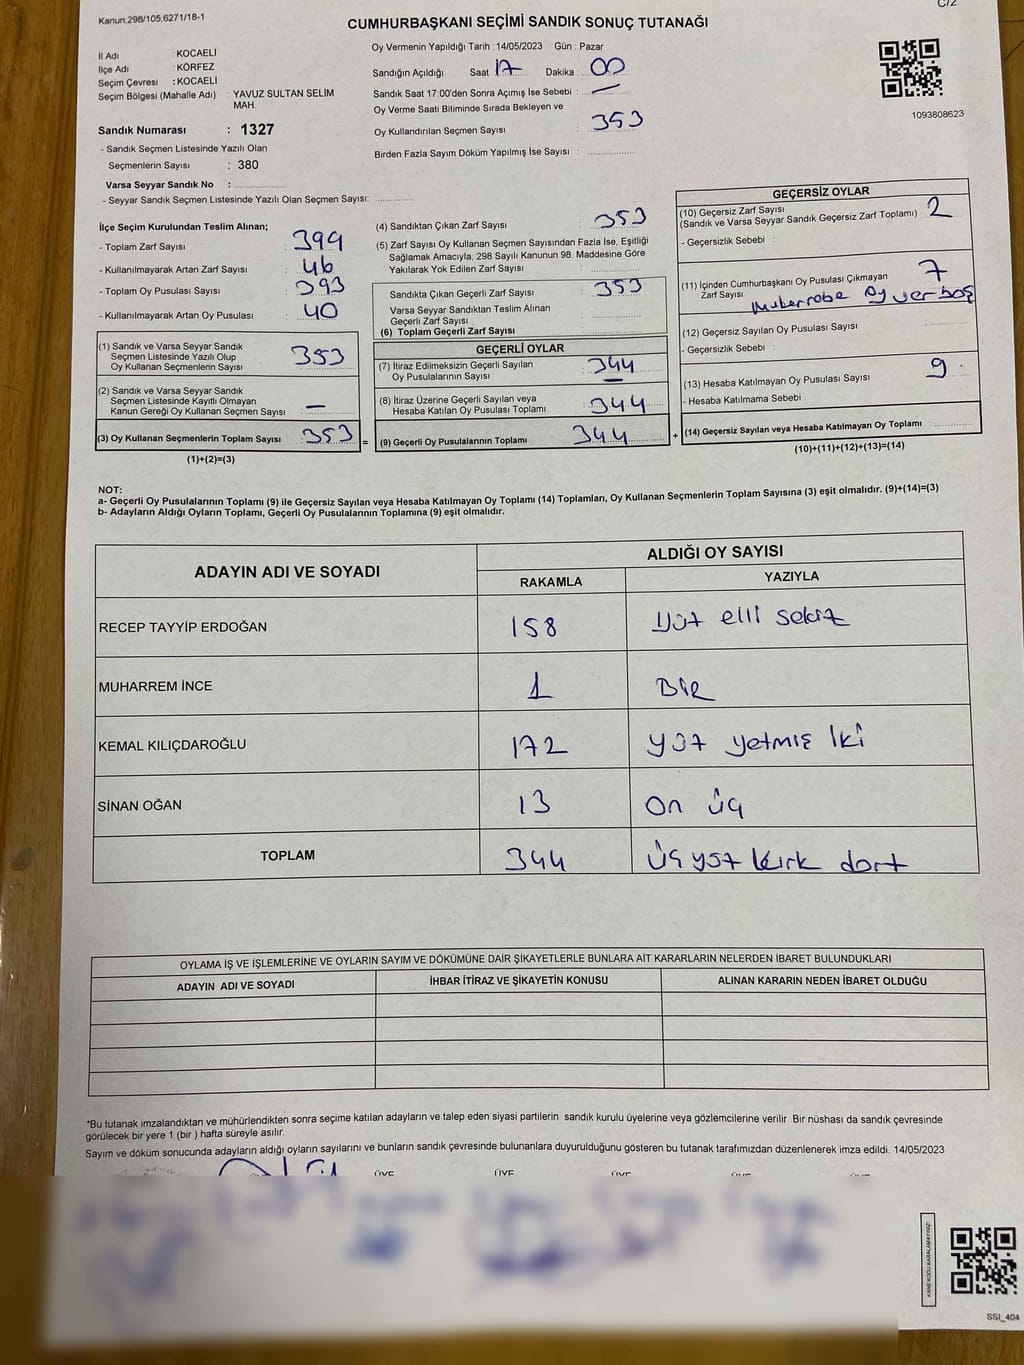 Kanun:298/105,6271/18-1
C/2
CUMHURBAŞKANI SEÇİMİ SANDIK SONUÇ TUTANAĞI
İl Adı : KOCAELİ
İlçe Adı : KÖRFEZ
Seçim Çevresi : KOCAELİ
Seçim Bölgesi (Mahalle Adı) : YAVUZ SULTAN SELİM
MAH.
Sandık Numarası : 1327
- Sandık Seçmen Listesinde Yazılı Olan
Seçmenlerin Sayısı : 380
Varsa Seyyar Sandık No :
- Seyyar Sandık Seçmen Listesinde Yazılı Olan Seçmen Sayısı:
Oy Vermenin Yapıldığı Tarih :14/05/2023 Gün : Pazar
Sandığın Açıldığı Saat 17 Dakika : 00
Sandık Saat 17:00'den Sonra Açımış İse Sebebi : —
Oy Verme Saati Bitiminde Sırada Bekleyen ve
Oy Kullandırılan Seçmen Sayısı : 353
Birden Fazla Sayım Döküm Yapılmış İse Sayısı :
1093808623
İlçe Seçim Kurulundan Teslim Alınan;
- Toplam Zarf Sayısı : 399
- Kullanılmayarak Artan Zarf Sayısı : 46
- Toplam Oy Pusulası Sayısı : 393
- Kullanılmayarak Artan Oy Pusulası : 40
(1) Sandık ve Varsa Seyyar Sandık
Seçmen Listesinde Yazılı Olup
Oy Kullanan Seçmenlerin Sayısı : 353
(2) Sandık ve Varsa Seyyar Sandık
Seçmen Listesinde Kayıtlı Olmayan
Kanun Gereği Oy Kullanan Seçmen Sayısı : —
(3) Oy Kullanan Seçmenlerin Toplam Sayısı : 353 =
(1)+(2)=(3)
(4) Sandıktan Çıkan Zarf Sayısı : 353
(5) Zarf Sayısı Oy Kullanan Seçmen Sayısından Fazla İse, Eşitliği
Sağlamak Amacıyla, 298 Sayılı Kanunun 98. Maddesine Göre
Yakılarak Yok Edilen Zarf Sayısı :
Sandıkta Çıkan Geçerli Zarf Sayısı : 353
Varsa Seyyar Sandıktan Teslim Alınan
Geçerli Zarf Sayısı :
(6) Toplam Geçerli Zarf Sayısı :
GEÇERLİ OYLAR
(7) İtiraz Edilmeksizin Geçerli Sayılan
Oy Pusulalarının Sayısı : 344
(8) İtiraz Üzerine Geçerli Sayılan veya
Hesaba Katılan Oy Pusulası Toplamı : 344
(9) Geçerli Oy Pusulalarının Toplamı 344 +
GEÇERSİZ OYLAR
(10) Geçersiz Zarf Sayısı
(Sandık ve Varsa Seyyar Sandık Geçersiz Zarf Toplamı) : 2
- Geçersizlik Sebebi :
(11) İçinden Cumhurbaşkanı Oy Pusulası Çıkmayan
Zarf Sayısı 7
oy yer boş
(12) Geçersiz Sayılan Oy Pusulası Sayısı :
- Geçersizlik Sebebi :
(13) Hesaba Katılmayan Oy Pusulası Sayısı : 9
- Hesaba Katılmama Sebebi
(14) Geçersiz Sayılan veya Hesaba Katılmayan Oy Toplamı :
(10)+(11)+(12)+(13)=(14)
NOT:
a- Geçerli Oy Pusulalarının Toplamı (9) ile Geçersiz Sayılan veya Hesaba Katılmayan Oy Toplamı (14) Toplamları, Oy Kullanan Seçmenlerin Toplam Sayısına (3) eşit olmalıdır. (9)+(14)=(3)
b- Adayların Aldığı Oyların Toplamı, Geçerli Oy Pusulalarının Toplamına (9) eşit olmalıdır.
ADAYIN ADI VE SOYADI ALDIĞI OY SAYISI
RAKAMLA YAZIYLA
RECEP TAYYİP ERDOĞAN 158 Yüz elli sekiz
MUHARREM İNCE 1 BİR
KEMAL KILIÇDAROĞLU 172 yüz yetmiş İki
SİNAN OĞAN 13 on üç
TOPLAM 344 üç yüz kırk dört
OYLAMA İŞ VE İŞLEMLERİNE VE OYLARIN SAYIM VE DÖKÜMÜNE DAİR ŞİKAYETLERLE BUNLARA AİT KARARLARIN NELERDEN İBARET BULUNDUKLARI
ADAYIN ADI VE SOYADI İHBAR İTİRAZ VE ŞİKAYETİN KONUSU ALINAN KARARIN NEDEN İBARET OLDUĞU
*Bu tutanak imzalandıktan ve mühürlendikten sonra seçime katılan adayların ve talep eden siyasi partilerin sandık kurulu üyelerine veya gözlemcilerine verilir Bir nüshası da sandık çevresinde
görülecek bir yere 1 (bir ) hafta süreyle asılır.
Sayım ve döküm sonucunda adayların aldığı oyların sayılarını ve bunların sandık çevresinde bulunanlara duyurulduğunu gösteren bu tutanak tarafımızdan düzenlenerek imza edildi. 14/05/2023
ÜYE ÜYE ÜYE
KARE KODU KARALAMAYINIZ!
SSI_404